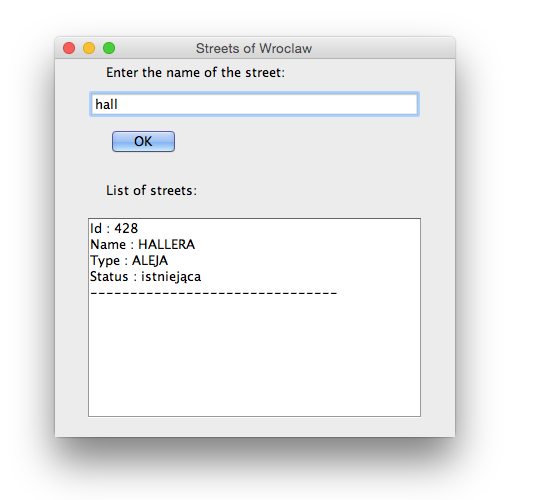 Streets of Wroclaw
Enter the name of the street:
hall
OK
List of streets:
Id : 428
Name : HALLERA
Type : ALEJA
Status : istniejąca
-------------------------------